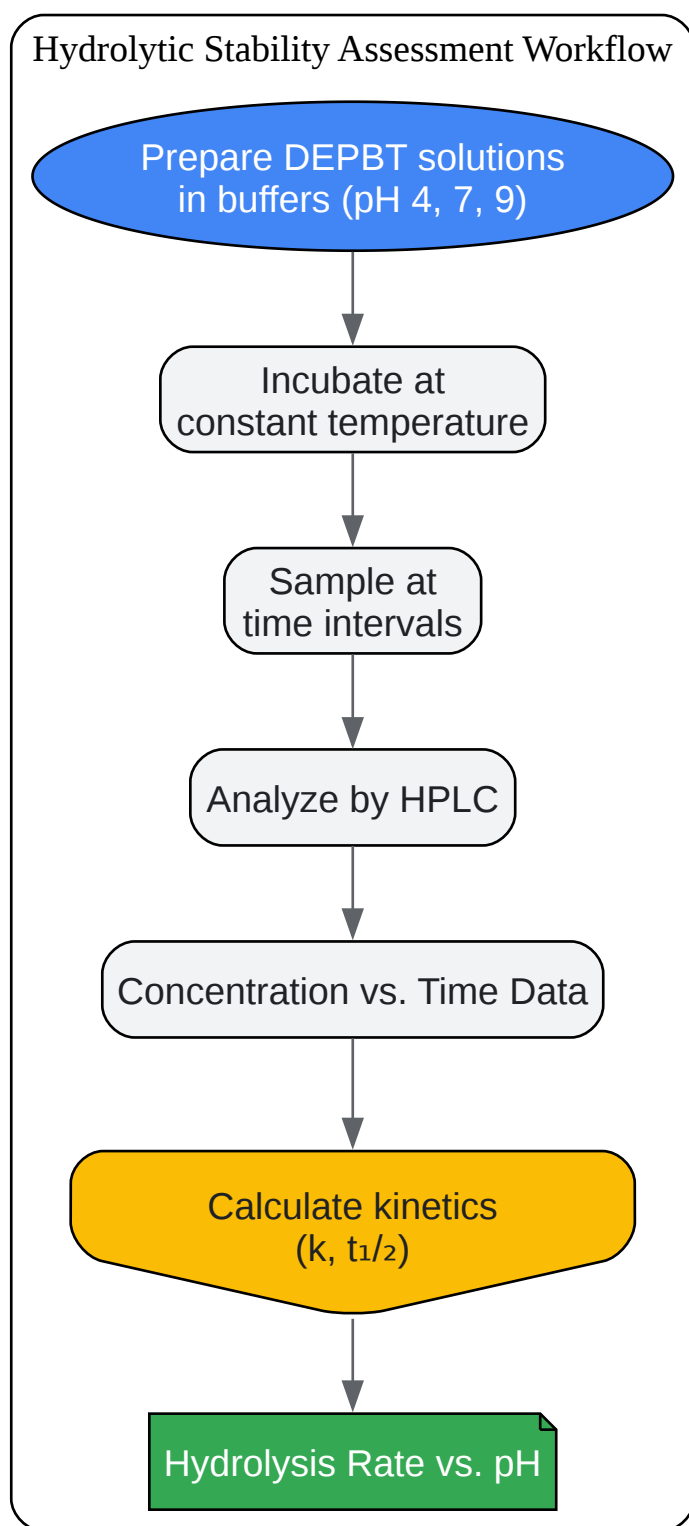 Hydrolytic Stability Assessment Workflow
Prepare DEPBT solutions
in buffers (pH 4, 7, 9)
Incubate at
constant temperature
Sample at
time intervals
Analyze by HPLC
Concentration vs. Time Data
Calculate kinetics
(k, t₁/₂)
Hydrolysis Rate vs. pH